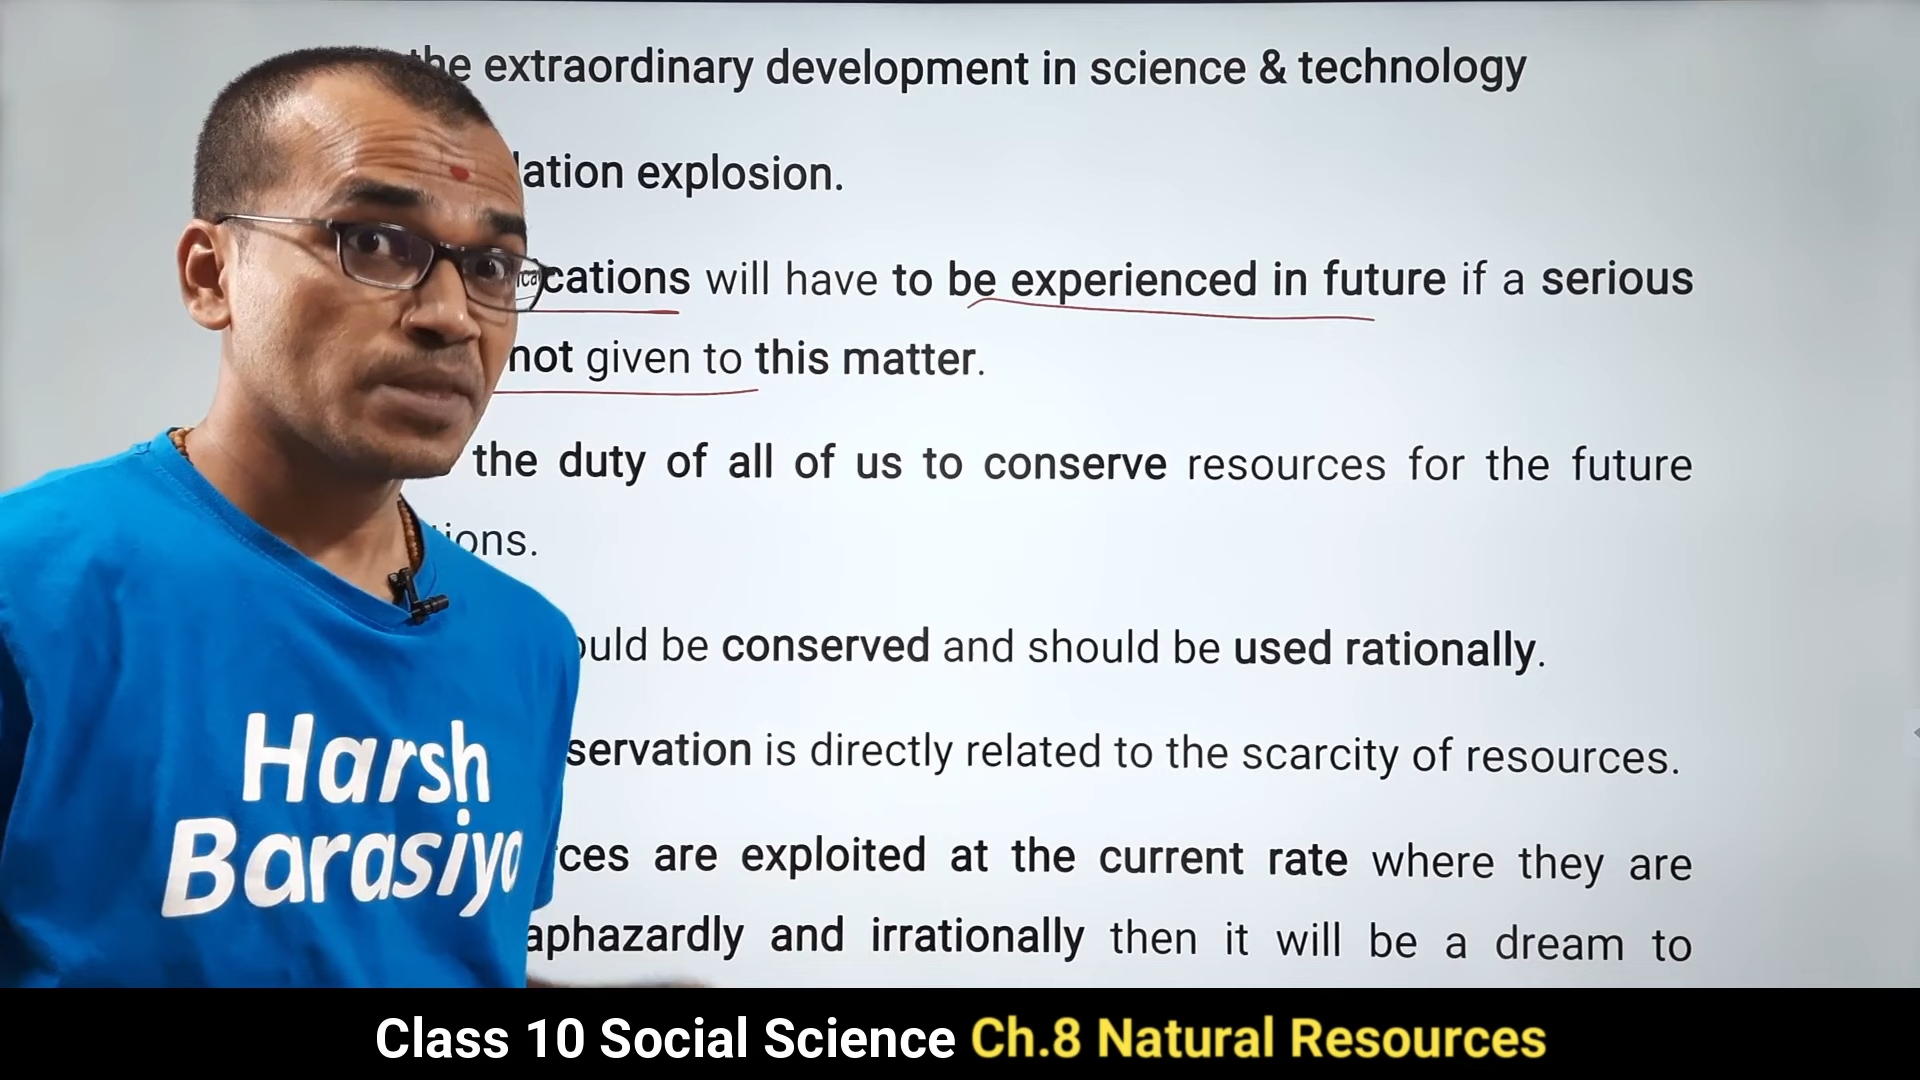 the extraordinary development in science & technology
lation explosion.
cations will have to be experienced in future if a serious
not given to this matter.
the duty of all of us to conserve resources for the future
ions.
ould be conserved and should be used rationally.
servation is directly related to the scarcity of resources.
ces are exploited at the current rate where they are
aphazardly and irrationally then it will be a dream to
Harsh
Barasiya
Class 10 Social Science Ch.8 Natural Resources